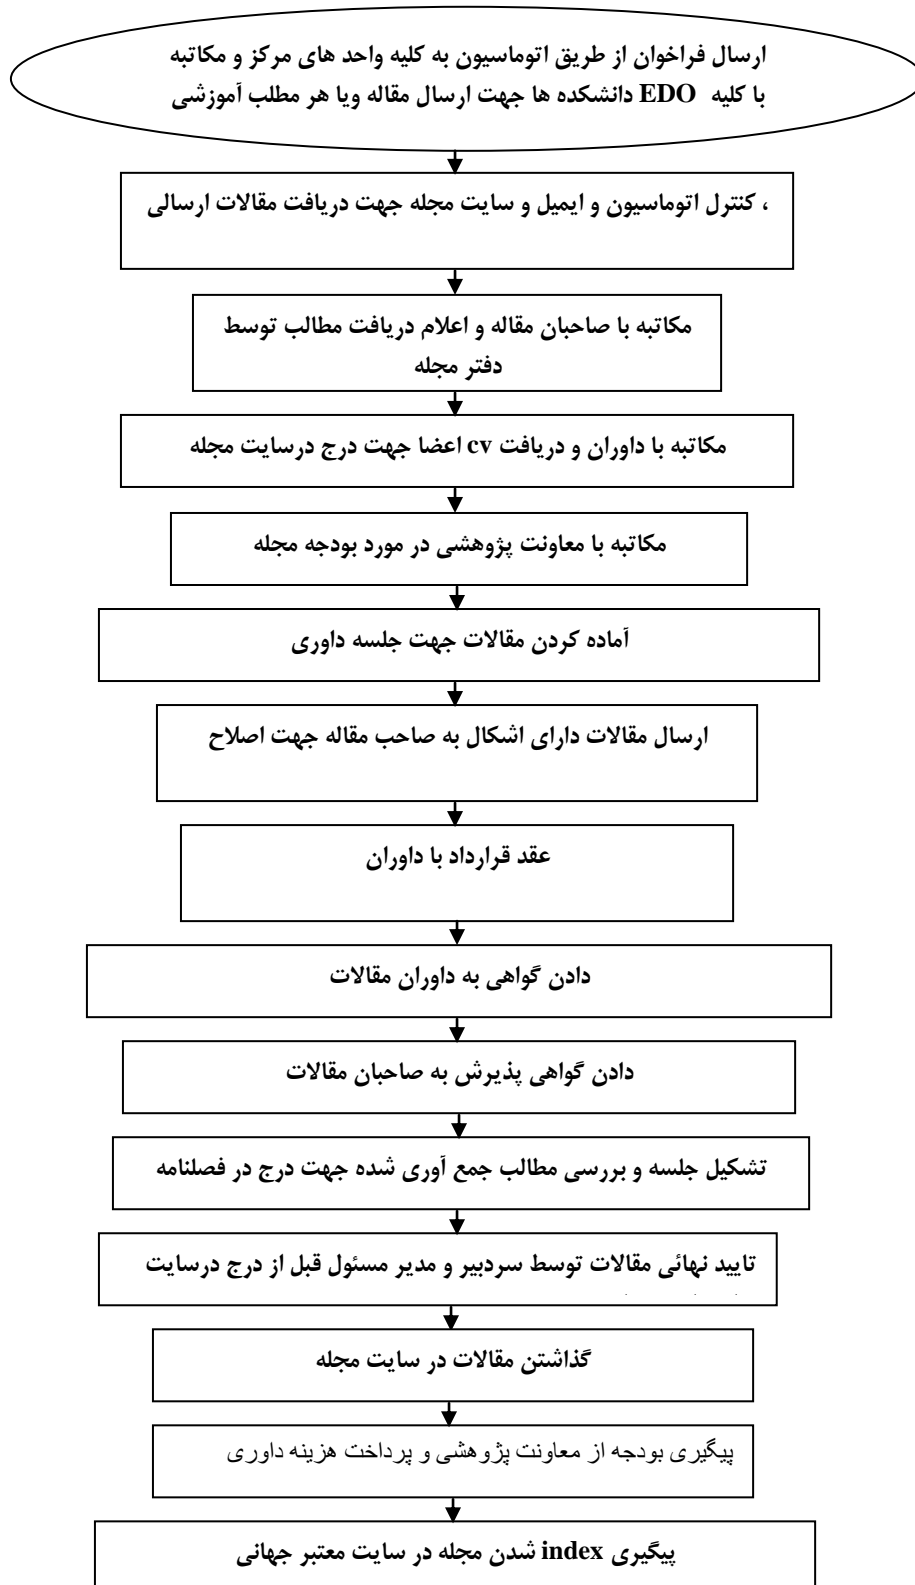 ارسال فراخوان از طریق اتوماسیون به کلیه واحد های مرکز و مکاتبه
با کلیه EDO دانشکده ها جهت ارسال مقاله ویا هر مطلب آموزشی
، کنترل اتوماسیون و ایمیل و سایت مجله جهت دریافت مقالات ارسالی
مکاتبه با صاحبان مقاله و اعلام دریافت مطالب توسط
دفتر مجله
مکاتبه با داوران و دریافت cv اعضا جهت درج درسایت مجله
مکاتبه با معاونت پژوهشی در مورد بودجه مجله
آماده کردن مقالات جهت جلسه داوری
ارسال مقالات دارای اشکال به صاحب مقاله جهت اصلاح
عقد قرارداد با داوران
دادن گواهی به داوران مقالات
دادن گواهی پذیرش به صاحبان مقالات
تشکیل جلسه و بررسی مطالب جمع آوری شده جهت درج در فصلنامه
تایید نهائی مقالات توسط سردبیر و مدیر مسئول قبل از درج درسایت
گذاشتن مقالات در سایت مجله
پیگیری بودجه از معاونت پژوهشی و پرداخت هزینه داوری
پیگیری index شدن مجله در سایت معتبر جهانی